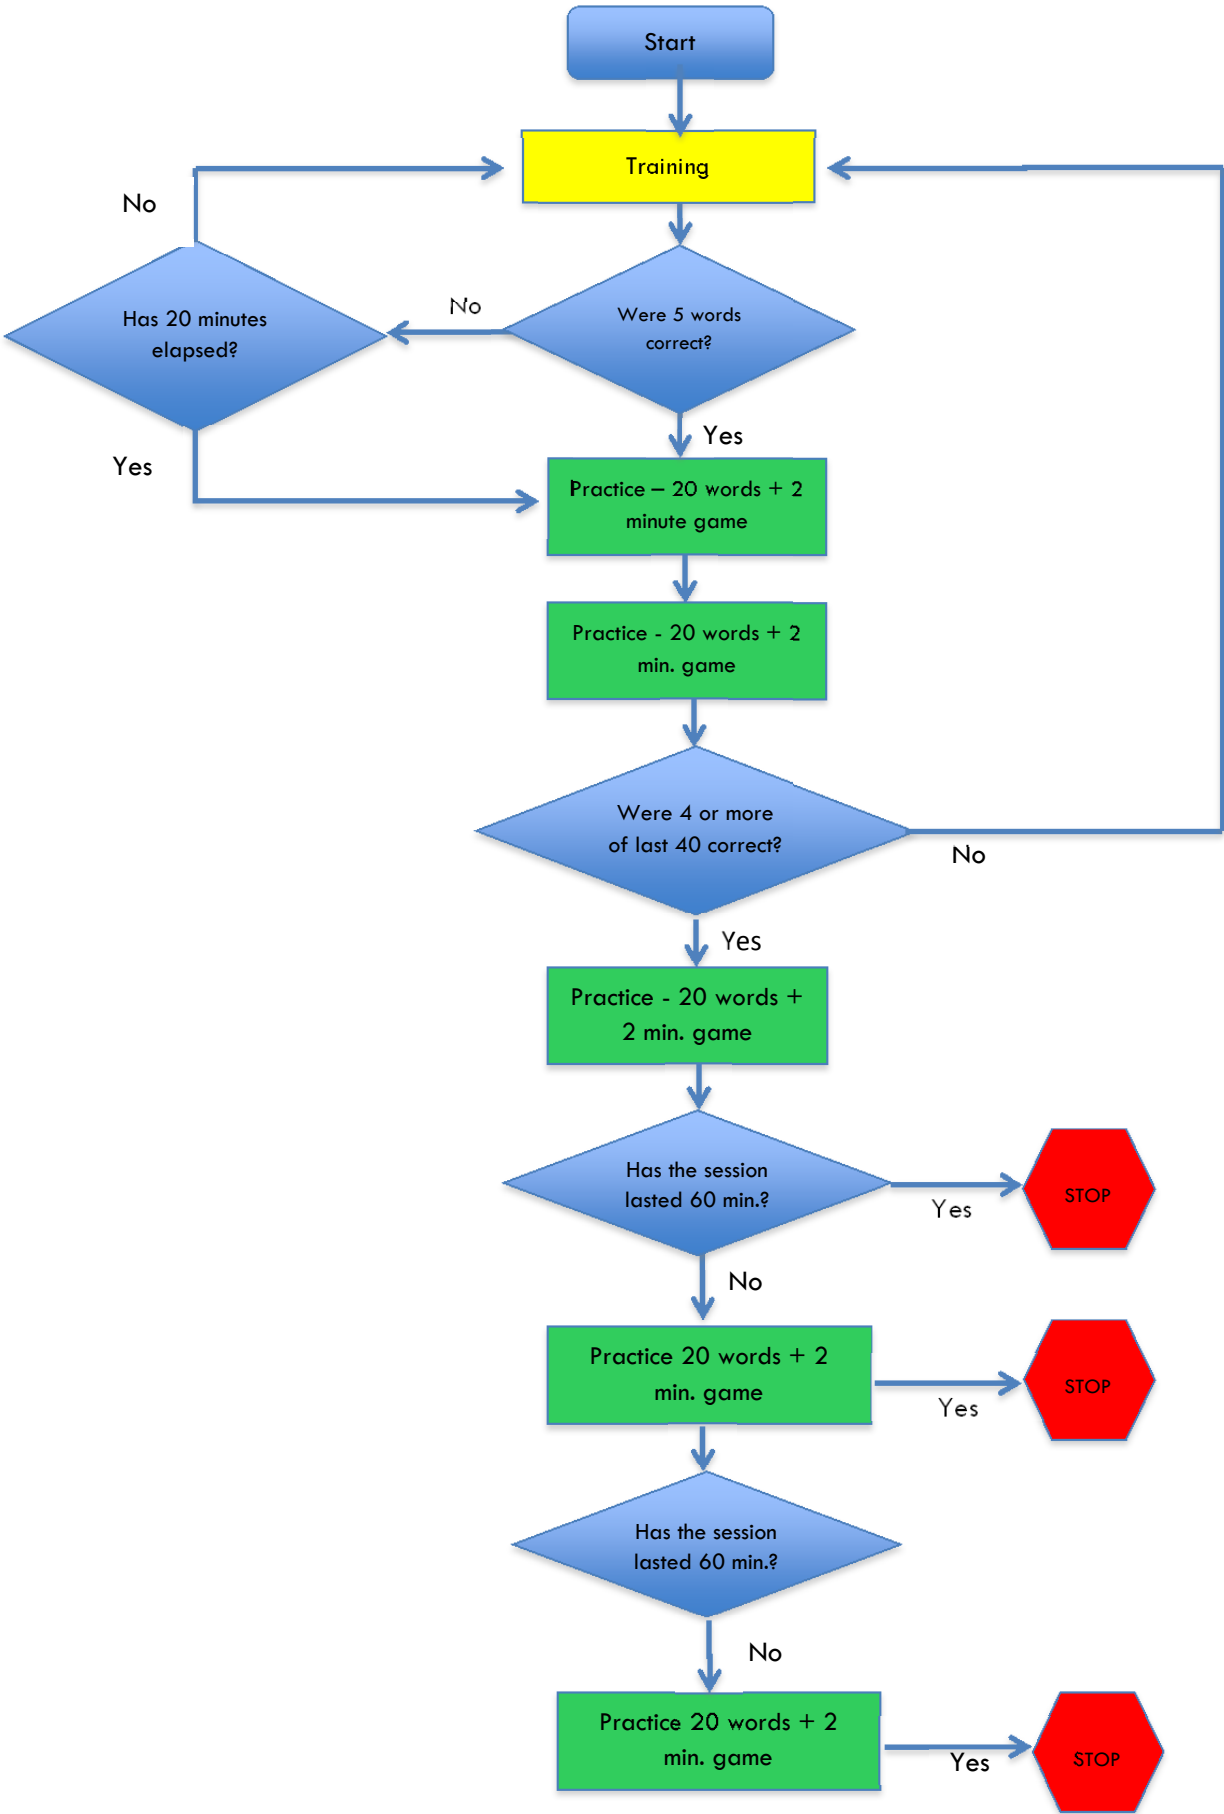 Start
Training
No
Has 20 minutes
elapsed?
No
Were 5 words
correct?
Yes
Yes
Practice – 20 words + 2
minute game
Practice - 20 words + 2
min. game
Were 4 or more
of last 40 correct?
No
Yes
Practice - 20 words +
2 min. game
Has the session
lasted 60 min.?
Yes
STOP
No
Practice 20 words + 2
min. game
Yes
STOP
Has the session
lasted 60 min.?
No
Practice 20 words + 2
min. game
Yes
STOP